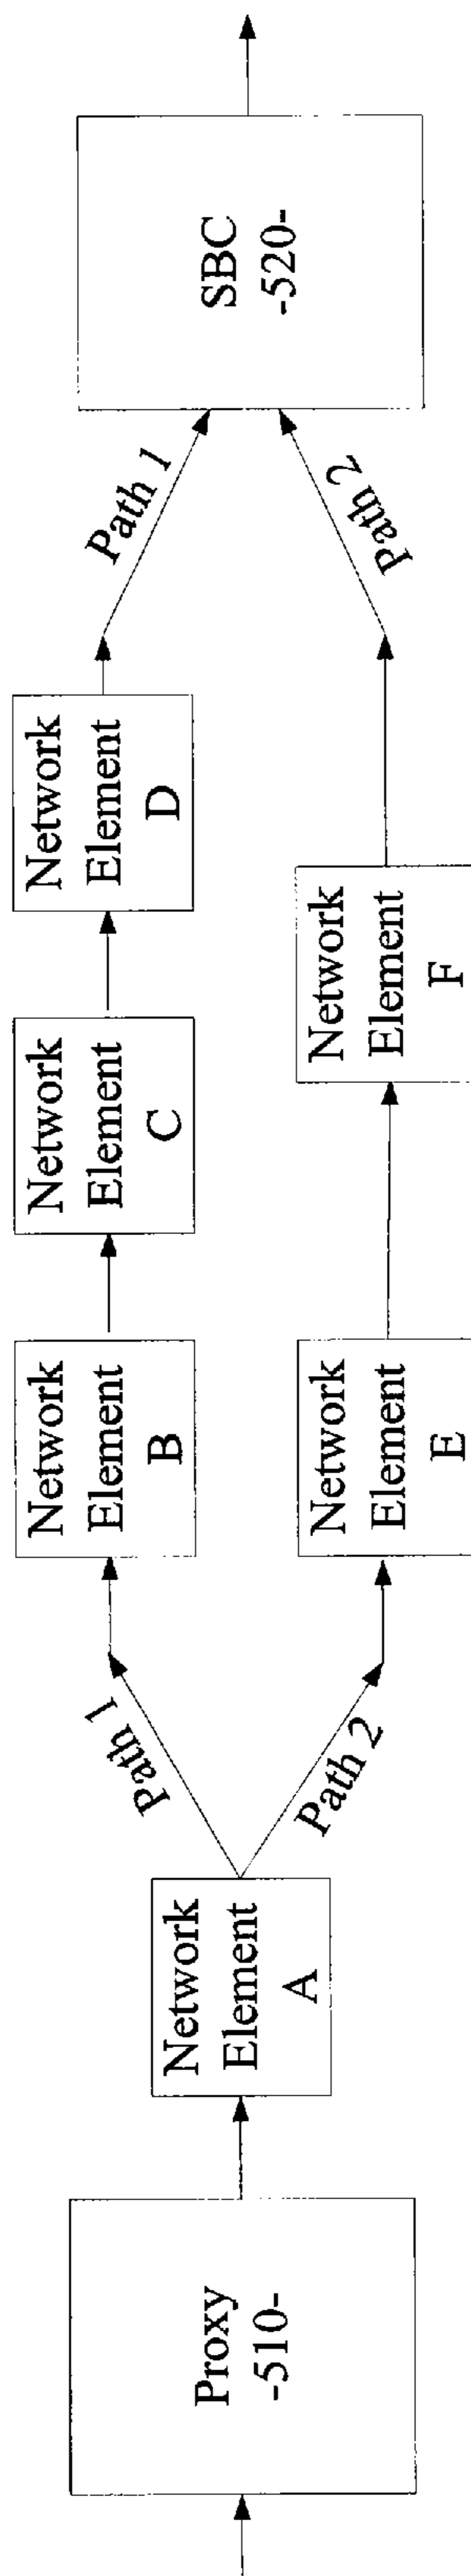 Proxy
-510-
Network
Element
A
Path 1
Path 2
Network
Element
B
Network
Element
C
Network
Element
D
Path 1
Network
Element
E
Network
Element
F
Path 2
SBC
-520-